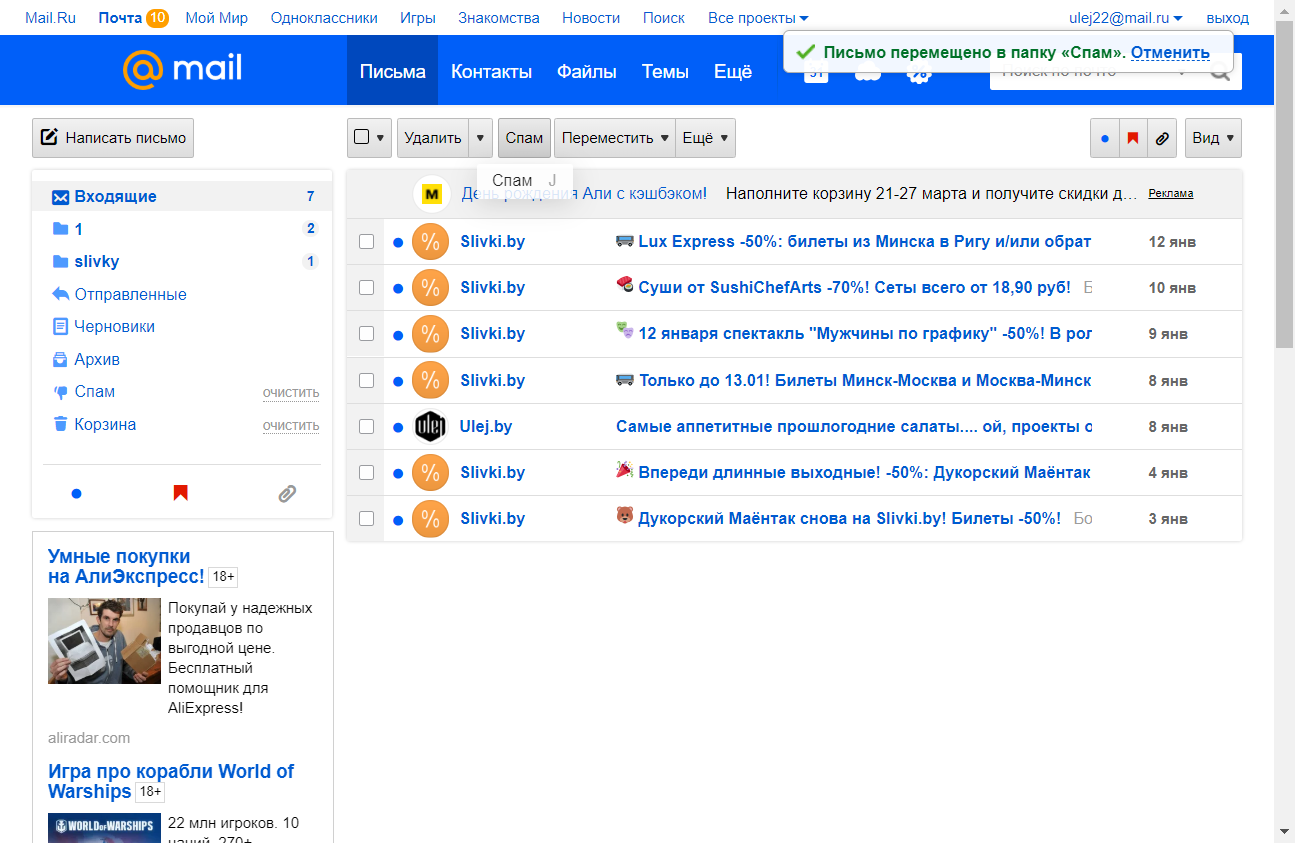 Mail.Ru Почта 10 Мой Мир Одноклассники Игры Знакомства Новости Поиск Все проекты ulej22@mail.ru выход
Письмо перемещено в папку «Спам». Отменить
@mail Письма Контакты Файлы Темы Ещё 31
Написать письмо Удалить Спам Переместить Ещё Вид
Спам J
Входящие 7
1 2
slivky 1
Отправленные
Черновики
Архив
Спам очистить
Корзина очистить
М День рождения Али с кэшбэком! Наполните корзину 21-27 марта и получите скидки д… Реклама
% Slivki.by Lux Express -50%: билеты из Минска в Ригу и/или обрат 12 янв
% Slivki.by Суши от SushiChefArts -70%! Сеты всего от 18,90 руб! Б 10 янв
% Slivki.by 12 января спектакль "Мужчины по графику" -50%! В рол 9 янв
% Slivki.by Только до 13.01! Билеты Минск-Москва и Москва-Минск 8 янв
ulej Ulej.by Самые аппетитные прошлогодние салаты.... ой, проекты о 8 янв
% Slivki.by Впереди длинные выходные! -50%: Дукорский Маёнтак 4 янв
% Slivki.by Дукорский Маёнтак снова на Slivki.by! Билеты -50%! Бо 3 янв
Умные покупки
на АлиЭкспресс! 18+
Покупай у надежных
продавцов по
выгодной цене.
Бесплатный
помощник для
AliExpress!
aliradar.com
Игра про корабли World of
Warships 18+
WORLD OF WARSHIPS
22 млн игроков. 10
наций. 270+